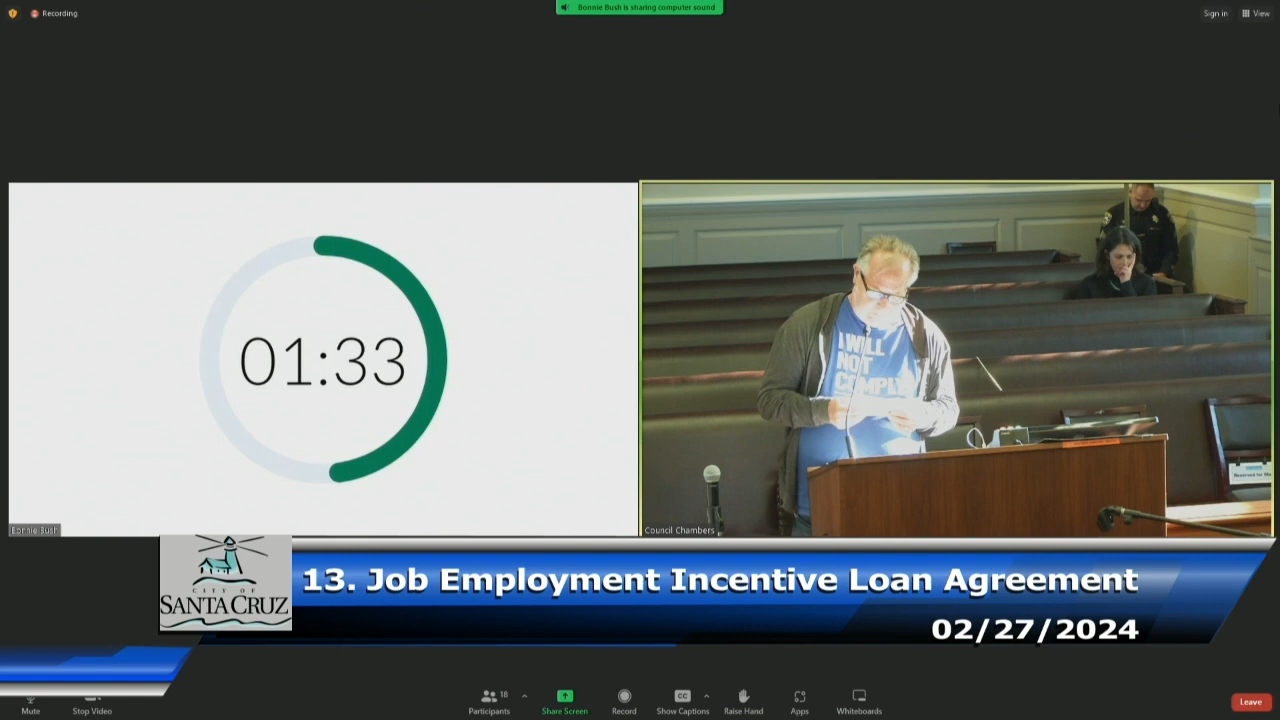 Recording
Bonnie Bush is sharing computer sound
Sign in
View
01:33
I WILL
NOT
COMPLY
Bonnie Bush
Council Chambers
CITY OF
SANTA CRUZ
13. Job Employment Incentive Loan Agreement
02/27/2024
Mute
Stop Video
Participants
18
Share Screen
Record
CC
Show Captions
Raise Hand
Apps
Whiteboards
Leave